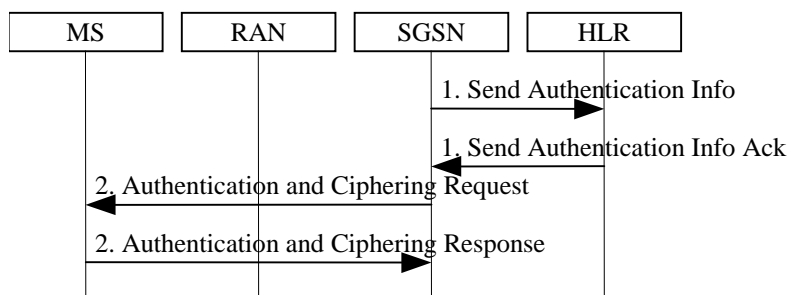 MS
RAN
SGSN
HLR
1. Send Authentication Info
1. Send Authentication Info Ack
2. Authentication and Ciphering Request
2. Authentication and Ciphering Response